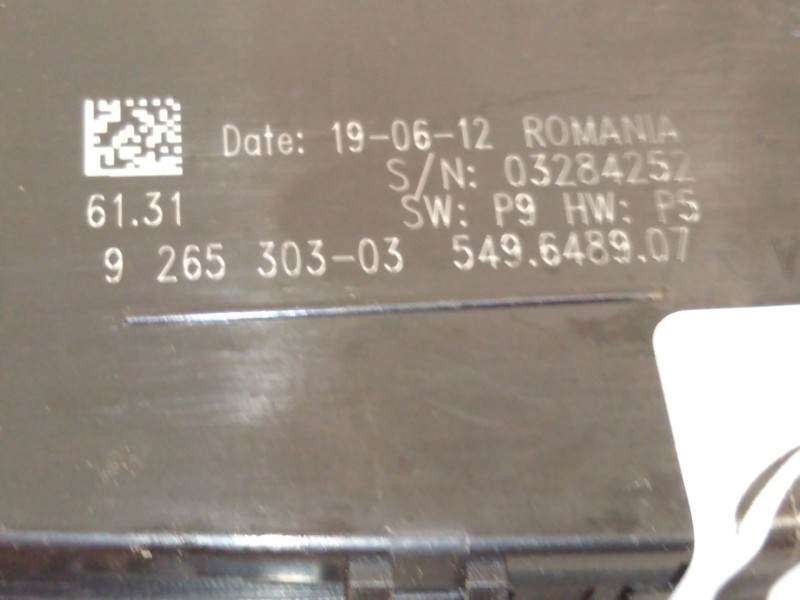 Date: 19-06-12 ROMANIA
S/N: 03284252
61.31 SW: P9 HW: P5
9 265 303-03 549.6489.07